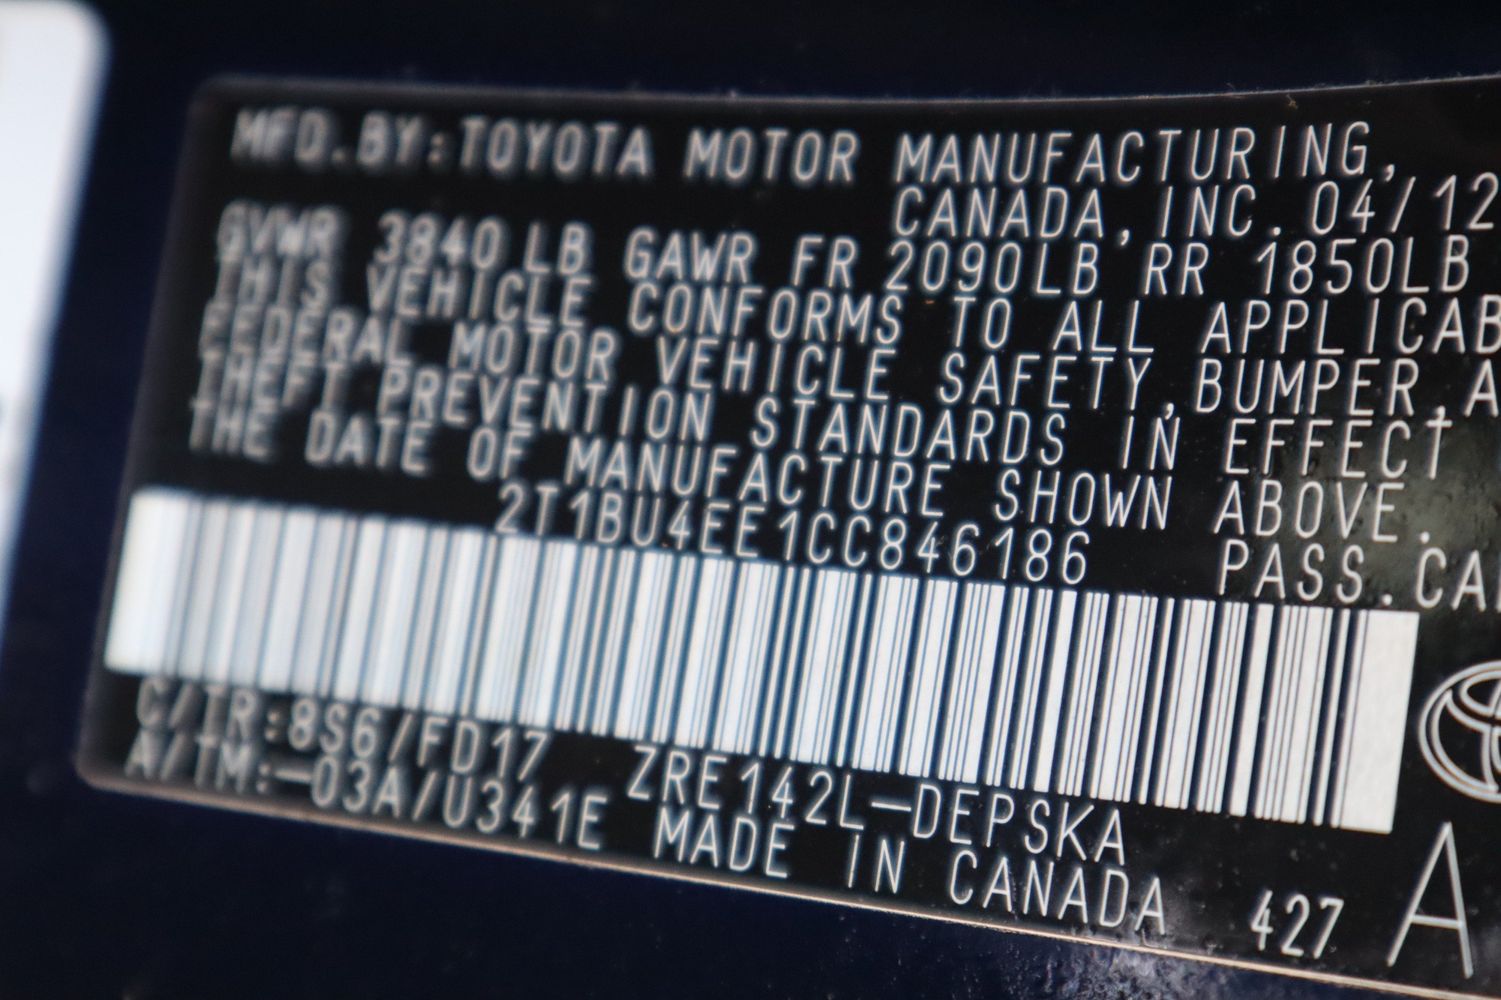 MFD.BY:TOYOTA MOTOR MANUFACTURING,
CANADA,INC. 04/12
GVWR 3840LB GAWR FR 2090LB RR 1850LB
THIS VEHICLE CONFORMS TO ALL APPLICAB
FEDERAL MOTOR VEHICLE SAFETY,BUMPER,A
THEFT PREVENTION STANDARDS IN EFFECT
THE DATE OF MANUFACTURE SHOWN ABOVE.
2T1BU4EE1CC846186 PASS.CA
C/TR:8S6/FD17 ZRE142L-DEPSKA
A/TM:-03A/U341E MADE IN CANADA 427 A